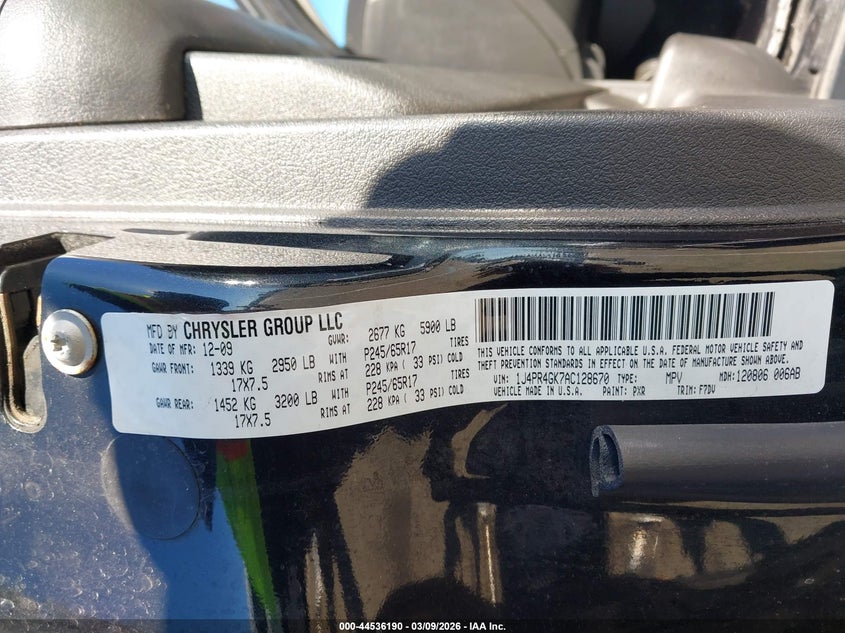 MFD BY CHRYSLER GROUP LLC
DATE OF MFR: 12-09 GVWR: 2677 KG 5900 LB
GAWR FRONT: 1339 KG 2950 LB WITH P245/65R17 TIRES
17X7.5 RIMS AT 228 KPA ( 33 PSI) COLD
GAWR REAR: 1452 KG 3200 LB WITH P245/65R17 TIRES
17X7.5 RIMS AT 228 KPA ( 33 PSI) COLD
THIS VEHICLE CONFORMS TO ALL APPLICABLE U.S.A. FEDERAL MOTOR VEHICLE SAFETY AND
THEFT PREVENTION STANDARDS IN EFFECT ON THE DATE OF MANUFACTURE SHOWN ABOVE.
VIN: 1J4PR4GK7AC128670 TYPE: MPV MDH: 120806 006AB
VEHICLE MADE IN U.S.A. PAINT: PXR TRIM: F7DV
000-44536190 - 03/09/2026 - IAA Inc.